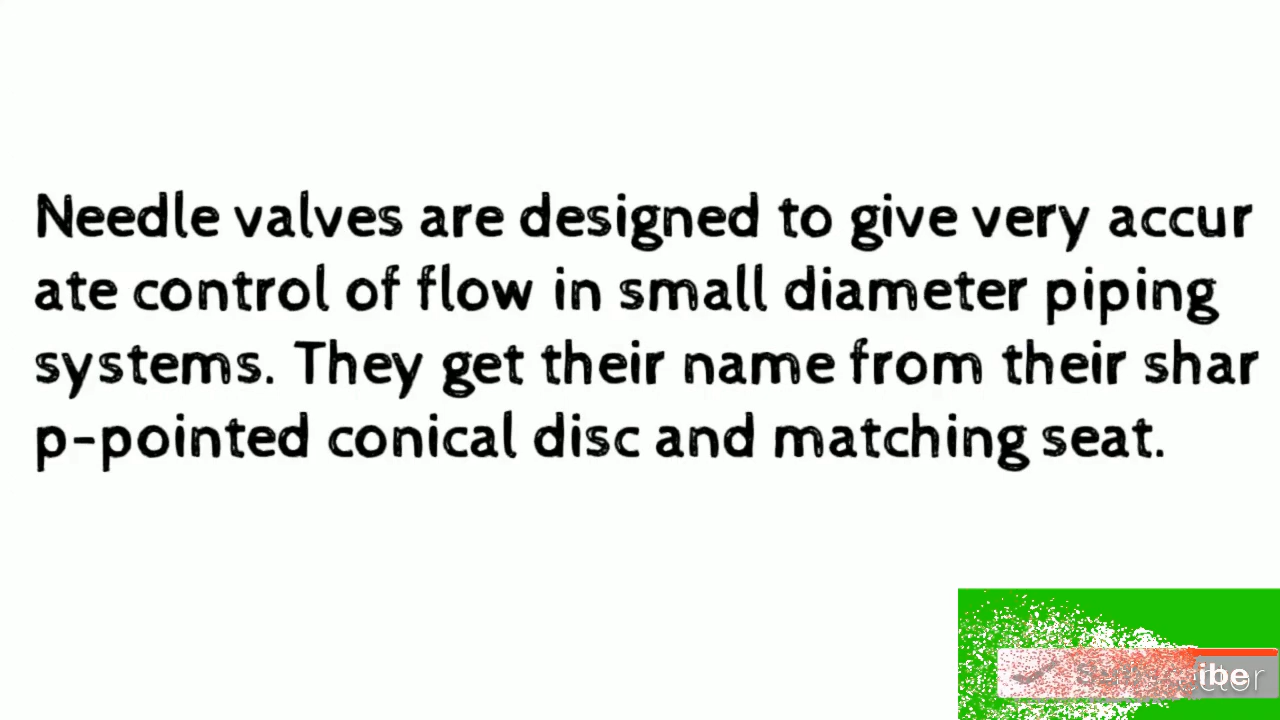 Needle valves are designed to give very accur
ate control of flow in small diameter piping
systems. They get their name from their shar
p-pointed conical disc and matching seat.